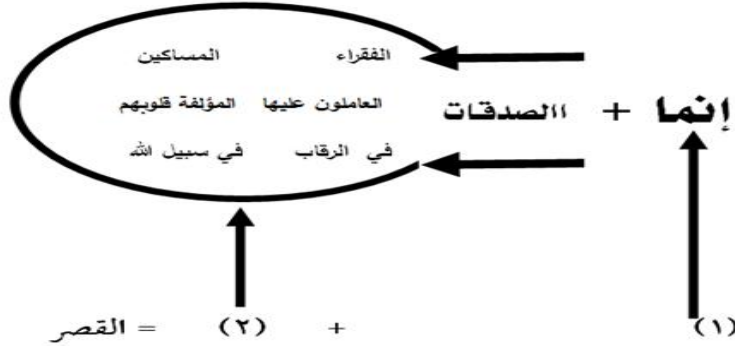 الفقراء المساكين
إنما + االصدقات العاملون عليها المؤلفة قلوبهم
في الرقاب في سبيل الله
(١) + (٢) = القصر